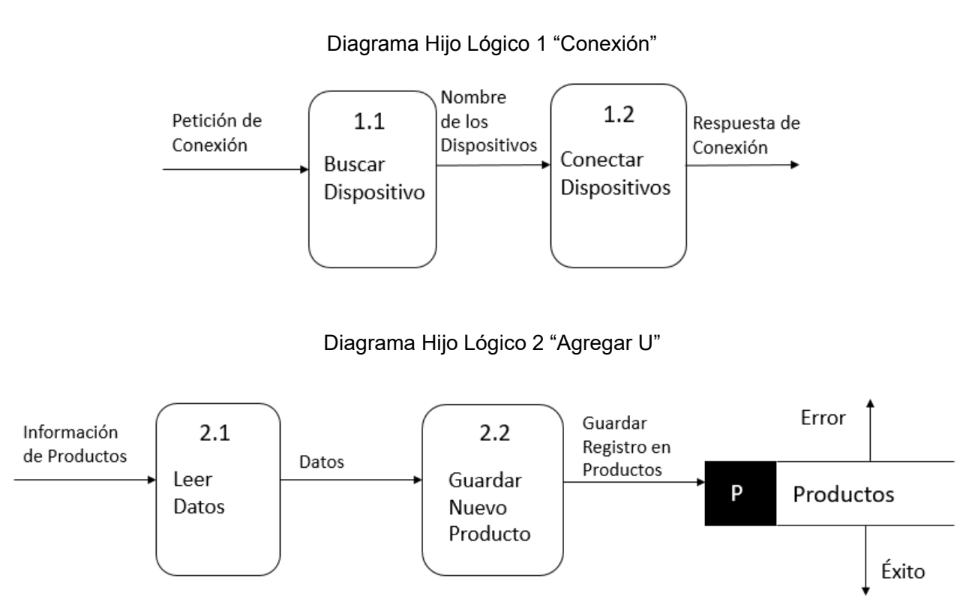 Diagrama Hijo Lógico 1 “Conexión”
Petición de
Conexión
1.1
Buscar
Dispositivo
Nombre
de los
Dispositivos
1.2
Conectar
Dispositivos
Respuesta de
Conexión
Diagrama Hijo Lógico 2 “Agregar U”
Información
de Productos
2.1
Leer
Datos
Datos
2.2
Guardar
Nuevo
Producto
Guardar
Registro en
Productos
Error
P
Productos
Éxito